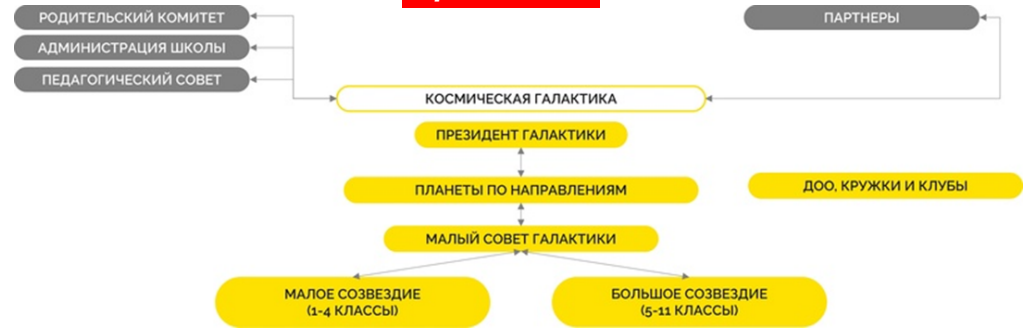 РОДИТЕЛЬСКИЙ КОМИТЕТ
ПАРТНЕРЫ
АДМИНИСТРАЦИЯ ШКОЛЫ
ПЕДАГОГИЧЕСКИЙ СОВЕТ
КОСМИЧЕСКАЯ ГАЛАКТИКА
ПРЕЗИДЕНТ ГАЛАКТИКИ
ПЛАНЕТЫ ПО НАПРАВЛЕНИЯМ
ДОО, КРУЖКИ И КЛУБЫ
МАЛЫЙ СОВЕТ ГАЛАКТИКИ
МАЛОЕ СОЗВЕЗДИЕ
(1-4 КЛАССЫ)
БОЛЬШОЕ СОЗВЕЗДИЕ
(5-11 КЛАССЫ)